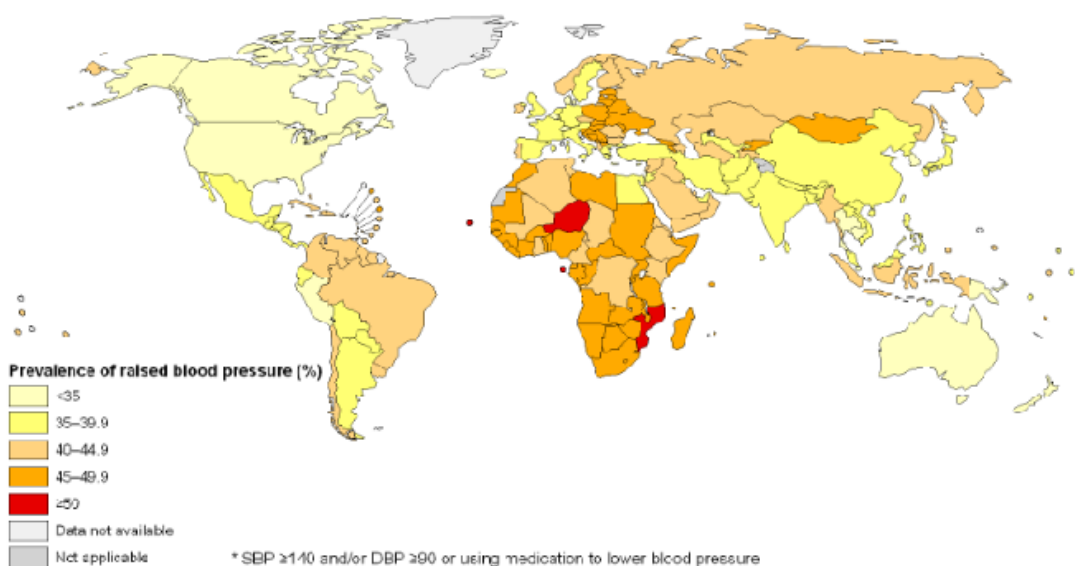 Prevalence of raised blood pressure (%)
<35
35–39.9
40–44.9
45–49.9
≥50
Data not available
Not applicable
* SBP ≥140 and/or DBP ≥90 or using medication to lower blood pressure